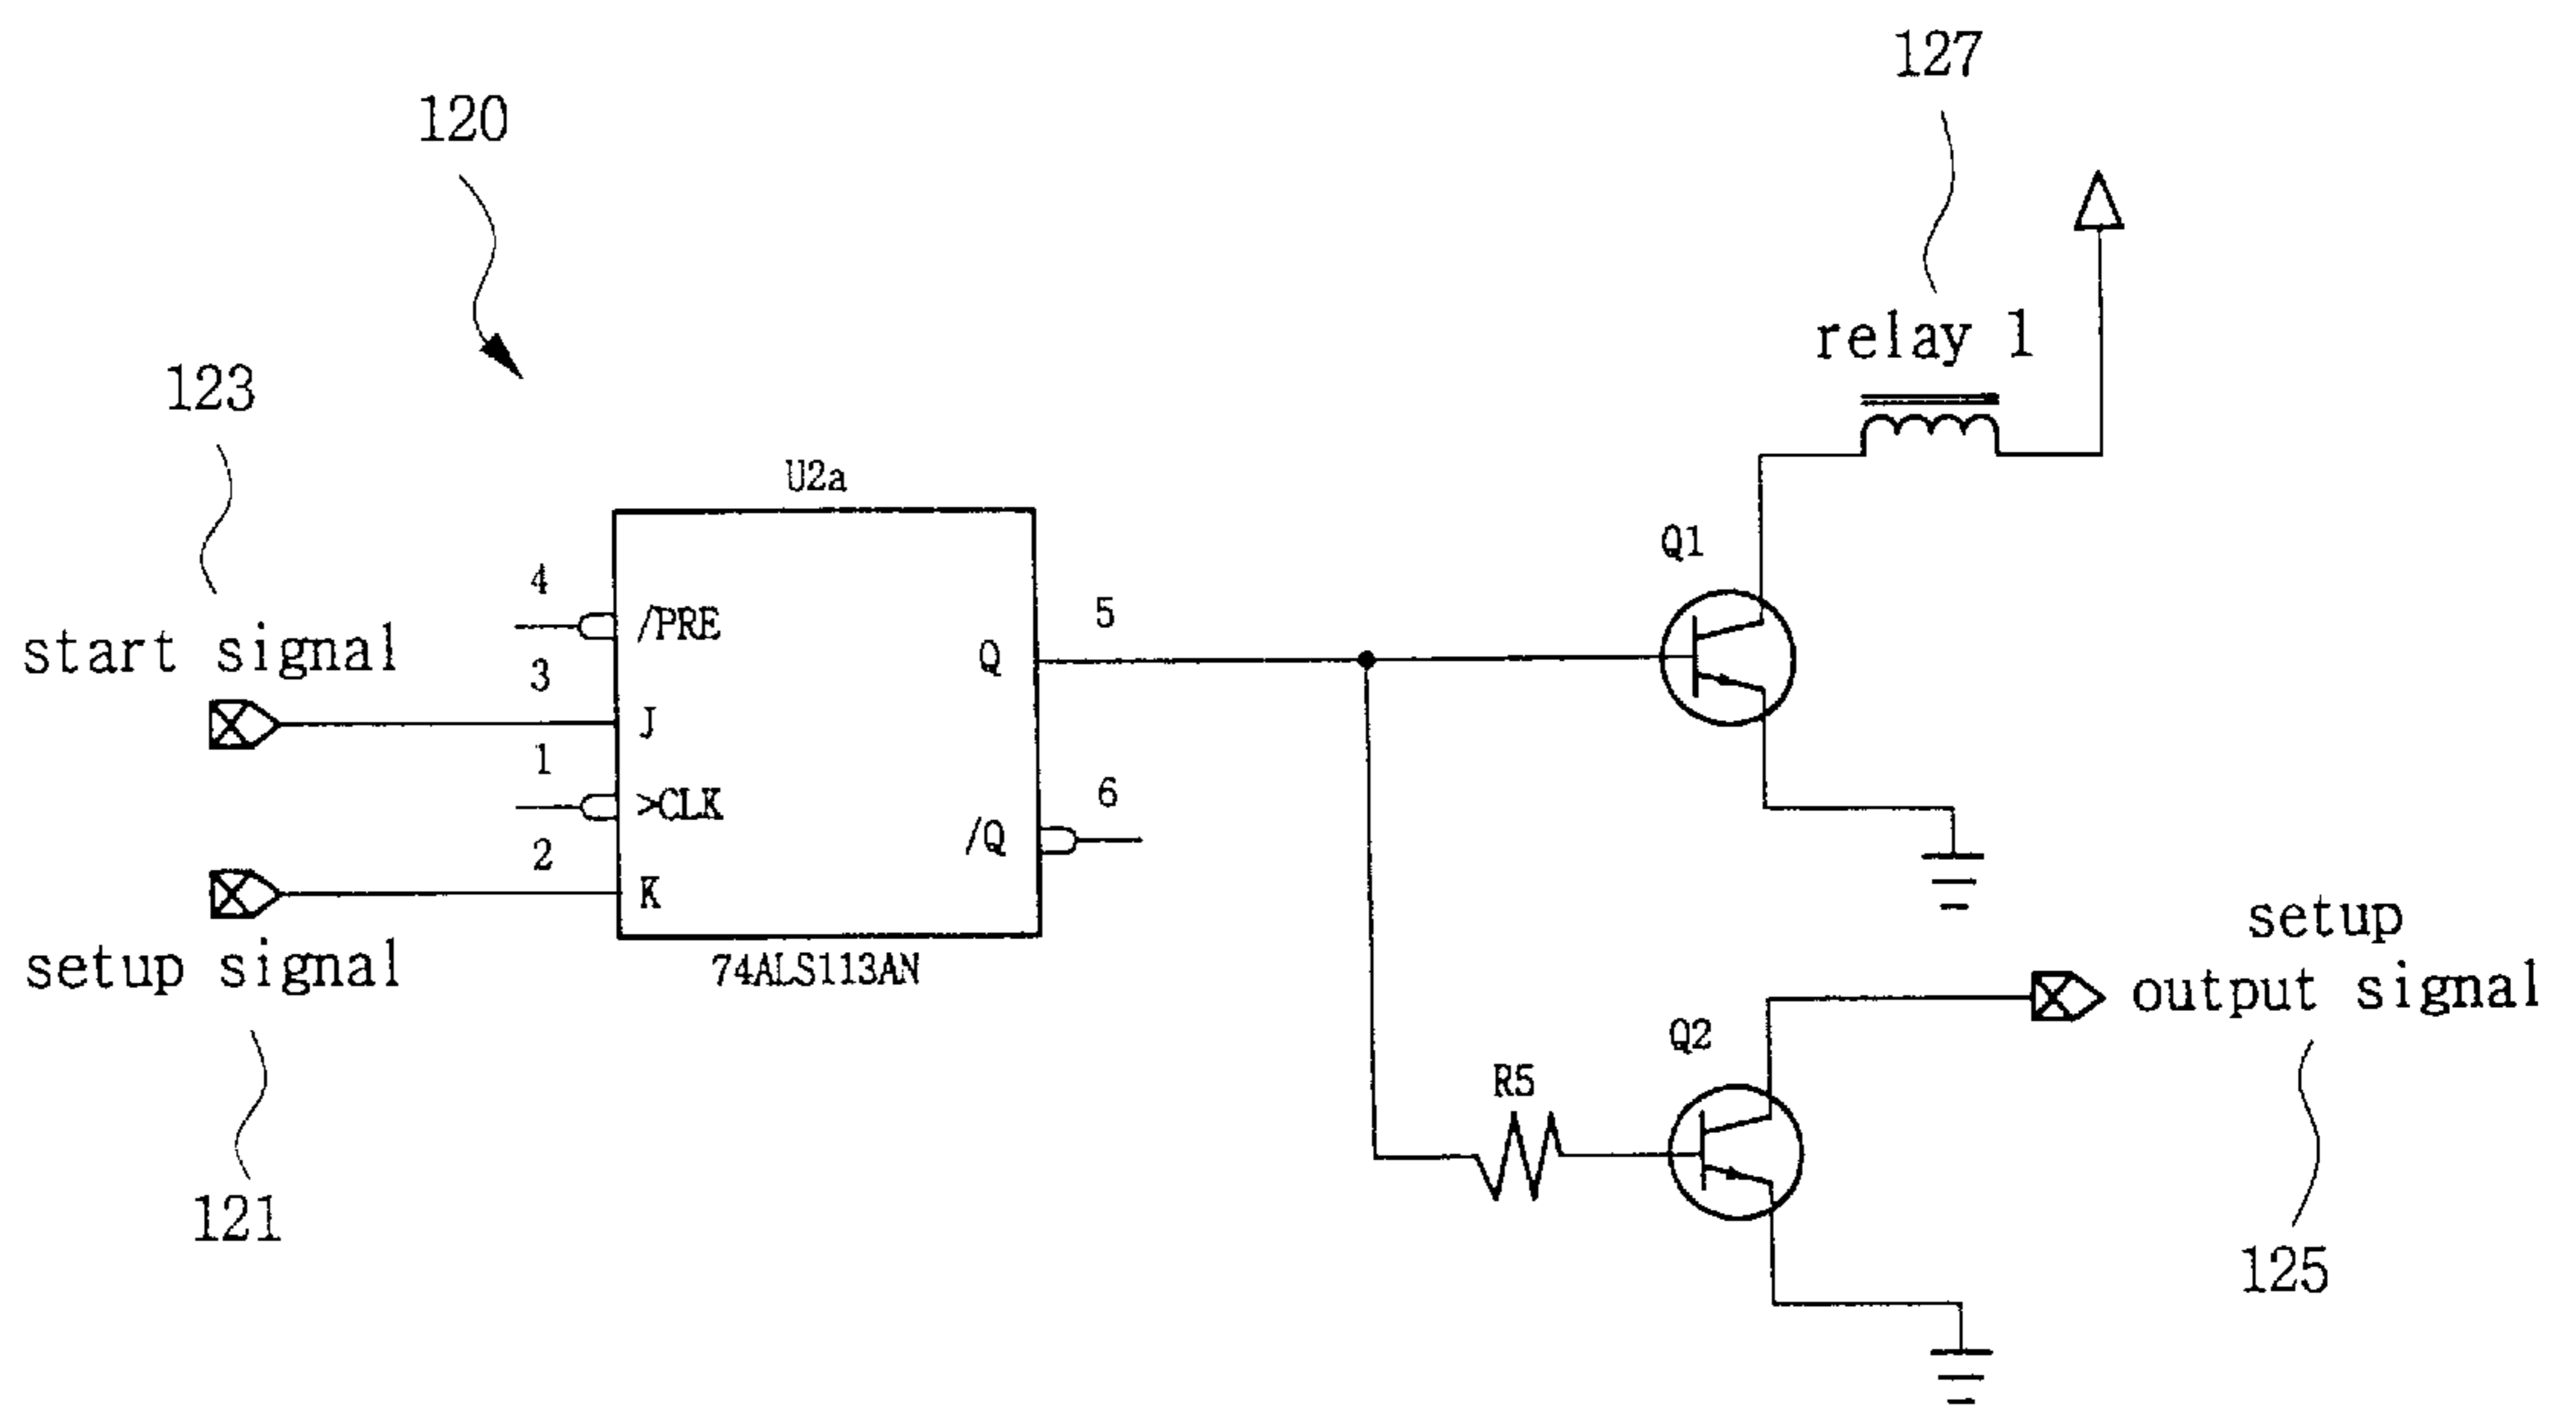 127
120
relay 1
123
U2a
Q1
4
/PRE
5
start signal
3
Q
J
1
>CLK
6
/Q
2
K
setup signal
74ALS113AN
setup
output signal
Q2
R5
121
125